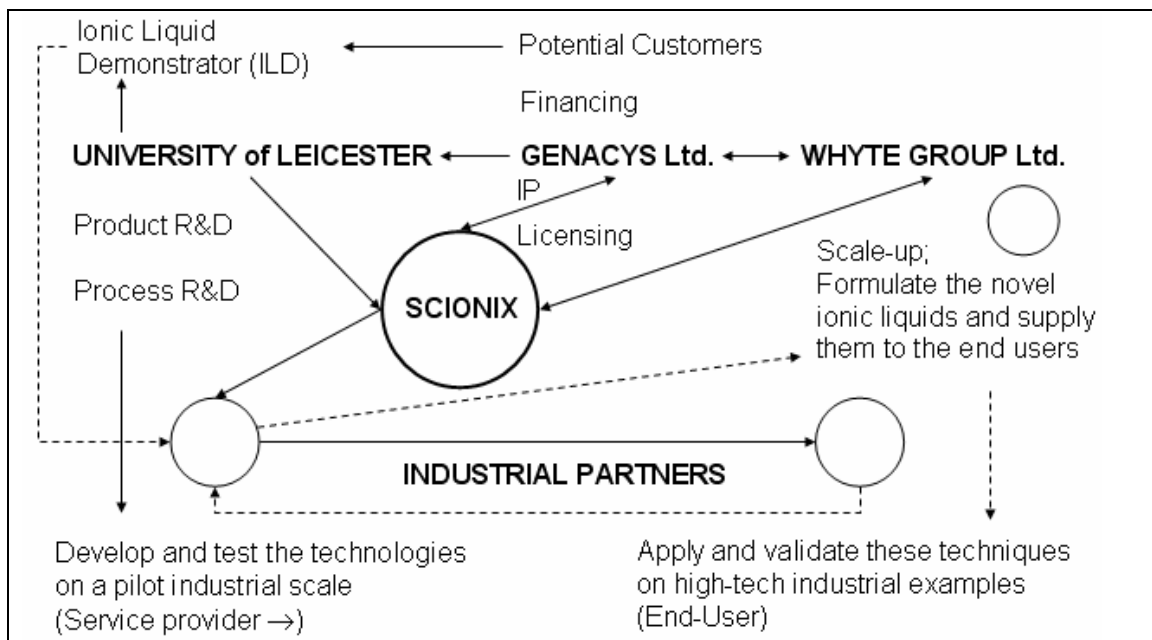 Ionic Liquid
Demonstrator (ILD)
Potential Customers
Financing
UNIVERSITY of LEICESTER
GENACYS Ltd.
WHYTE GROUP Ltd.
IP
Licensing
Product R&D
Process R&D
SCIONIX
Scale-up;
Formulate the novel
ionic liquids and supply
them to the end users
INDUSTRIAL PARTNERS
Develop and test the technologies
on a pilot industrial scale
(Service provider →)
Apply and validate these techniques
on high-tech industrial examples
(End-User)